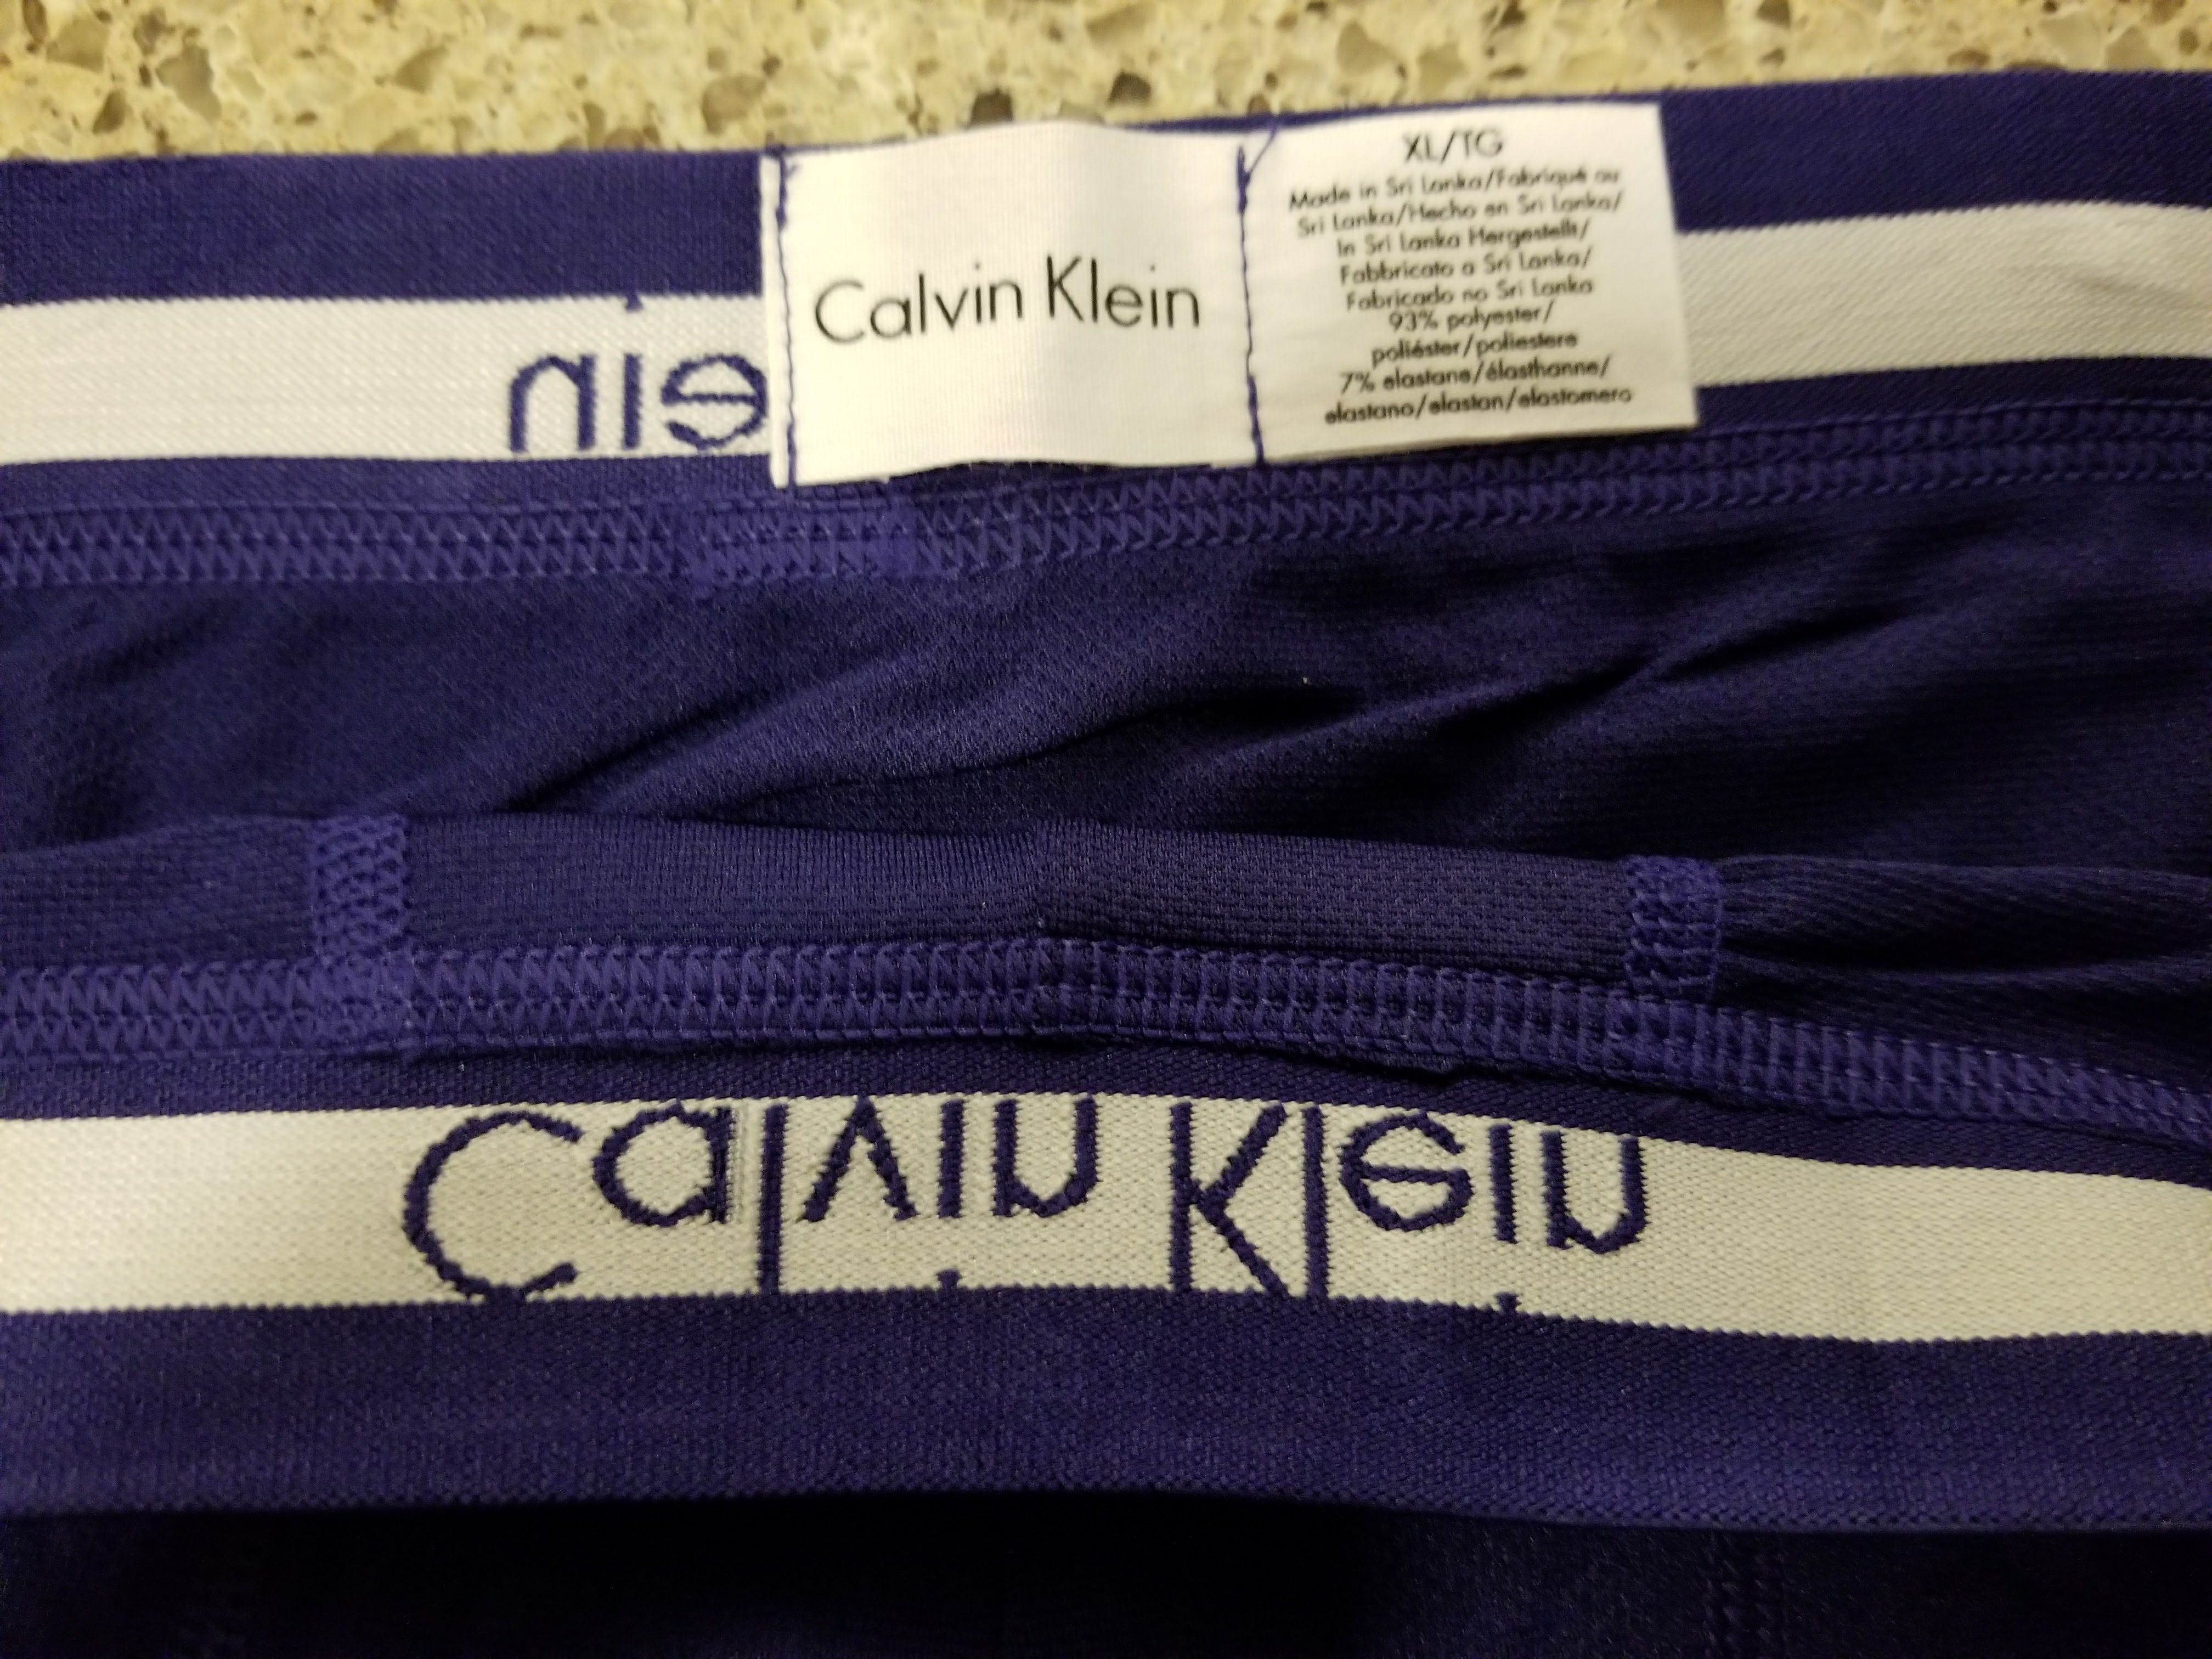 Calvin Klein
XL/TG
Made in Sri Lanka/Fabriqué au
Sri Lanka/Hecho en Sri Lanka/
In Sri Lanka Hergestellt/
Fabbricato a Sri Lanka/
Fabricado no Sri Lanka
93% polyester/
poliéster/poliestere
7% elastane/élasthanne/
elastano/elastan/elastomero
ein
Calvin Klein